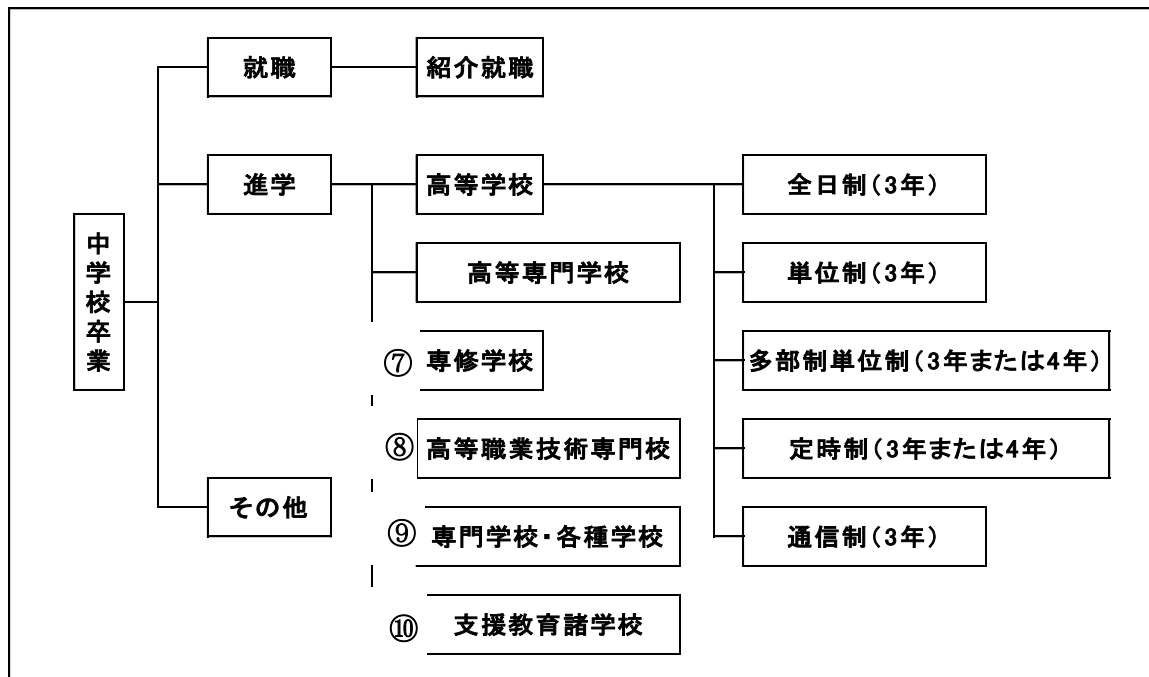 就職
紹介就職
進学
高等学校
全日制(3年)
中学校卒業
高等専門学校
単位制(3年)
⑦ 専修学校
多部制単位制(3年または4年)
⑧ 高等職業技術専門校
定時制(3年または4年)
その他
⑨ 専門学校・各種学校
通信制(3年)
⑩ 支援教育諸学校